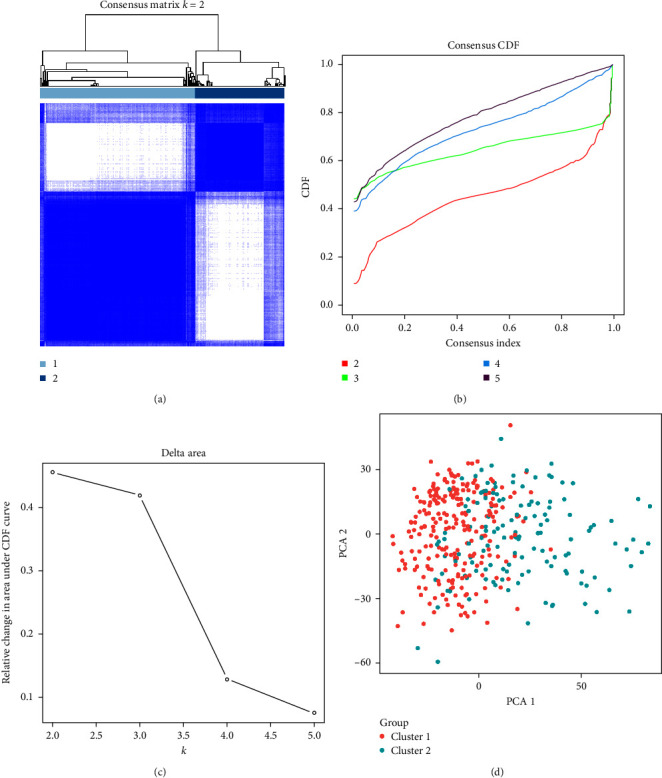 Consensus matrix k = 2
1
2
(a)
Consensus CDF
CDF
1.0
0.8
0.6
0.4
0.2
0.0
0.0 0.2 0.4 0.6 0.8 1.0
Consensus index
2 4
3 5
(b)
Delta area
Relative change in area under CDF curve
0.4
0.3
0.2
0.1
2.0 2.5 3.0 3.5 4.0 4.5 5.0
k
(c)
PCA 2
30
0
−30
−60
0 50
PCA 1
Group
Cluster 1
Cluster 2
(d)